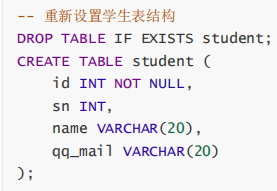 -- 重新设置学生表结构
DROP TABLE IF EXISTS student;
CREATE TABLE student (
    id INT NOT NULL,
    sn INT,
    name VARCHAR(20),
    qq_mail VARCHAR(20)
);